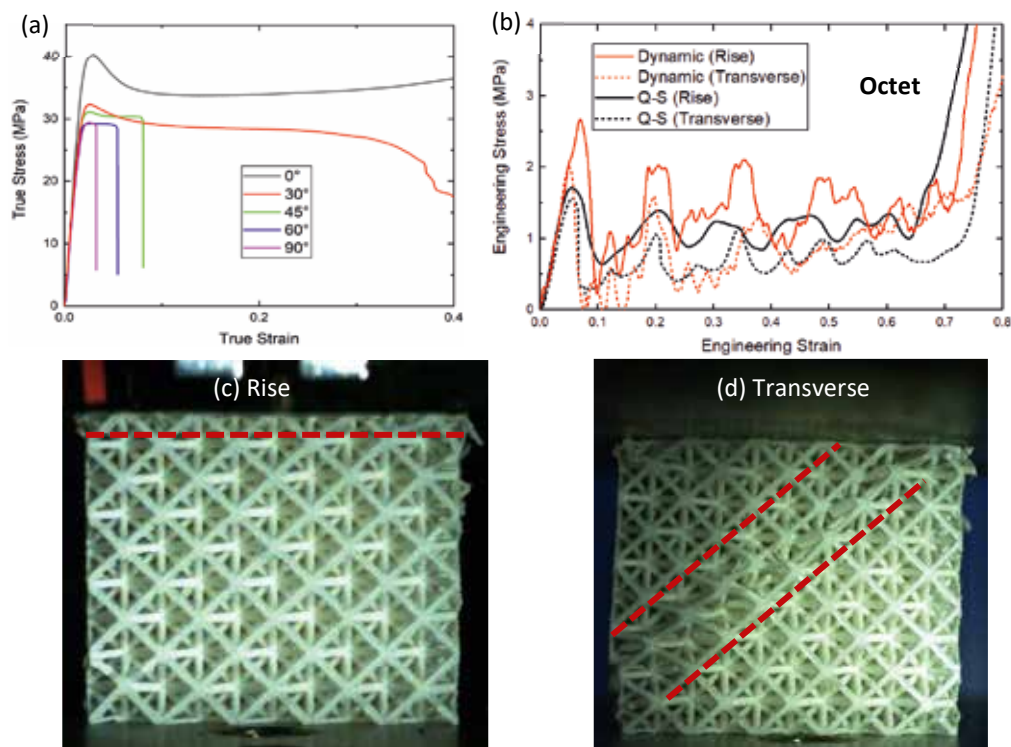 (a)
True Stress (MPa)
40
30
20
10
0
0°
30°
45°
60°
90°
0.0
0.2
0.4
True Strain
(b)
Engineering Stress (MPa)
4
3
2
1
0
Dynamic (Rise)
Dynamic (Transverse)
Q-S (Rise)
Q-S (Transverse)
Octet
0.0 0.1 0.2 0.3 0.4 0.5 0.6 0.7 0.8
Engineering Strain
(c) Rise
(d) Transverse